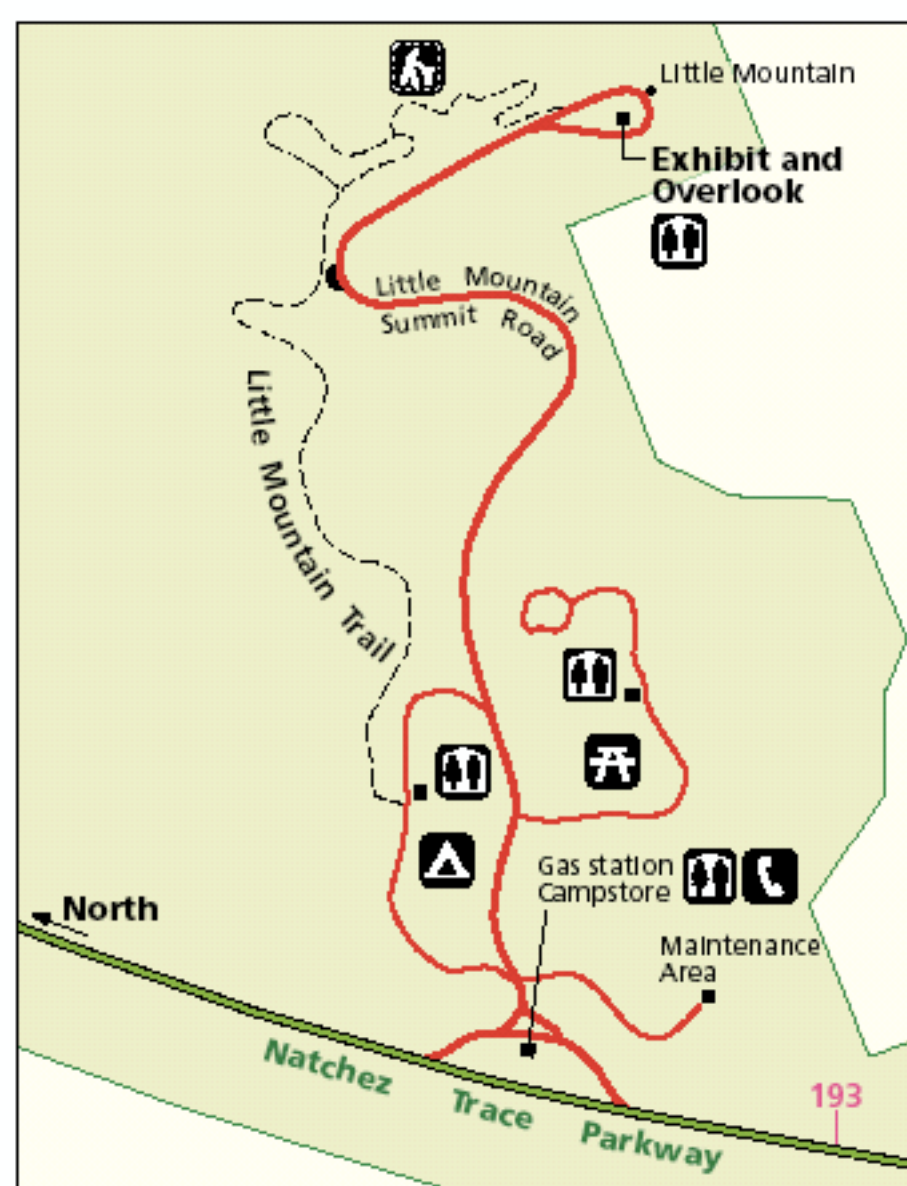 Little Mountain
Exhibit and
Overlook
Little Mountain
Summit Road
Little Mountain Trail
Gas station
Campstore
North
Maintenance
Area
193
Natchez Trace Parkway